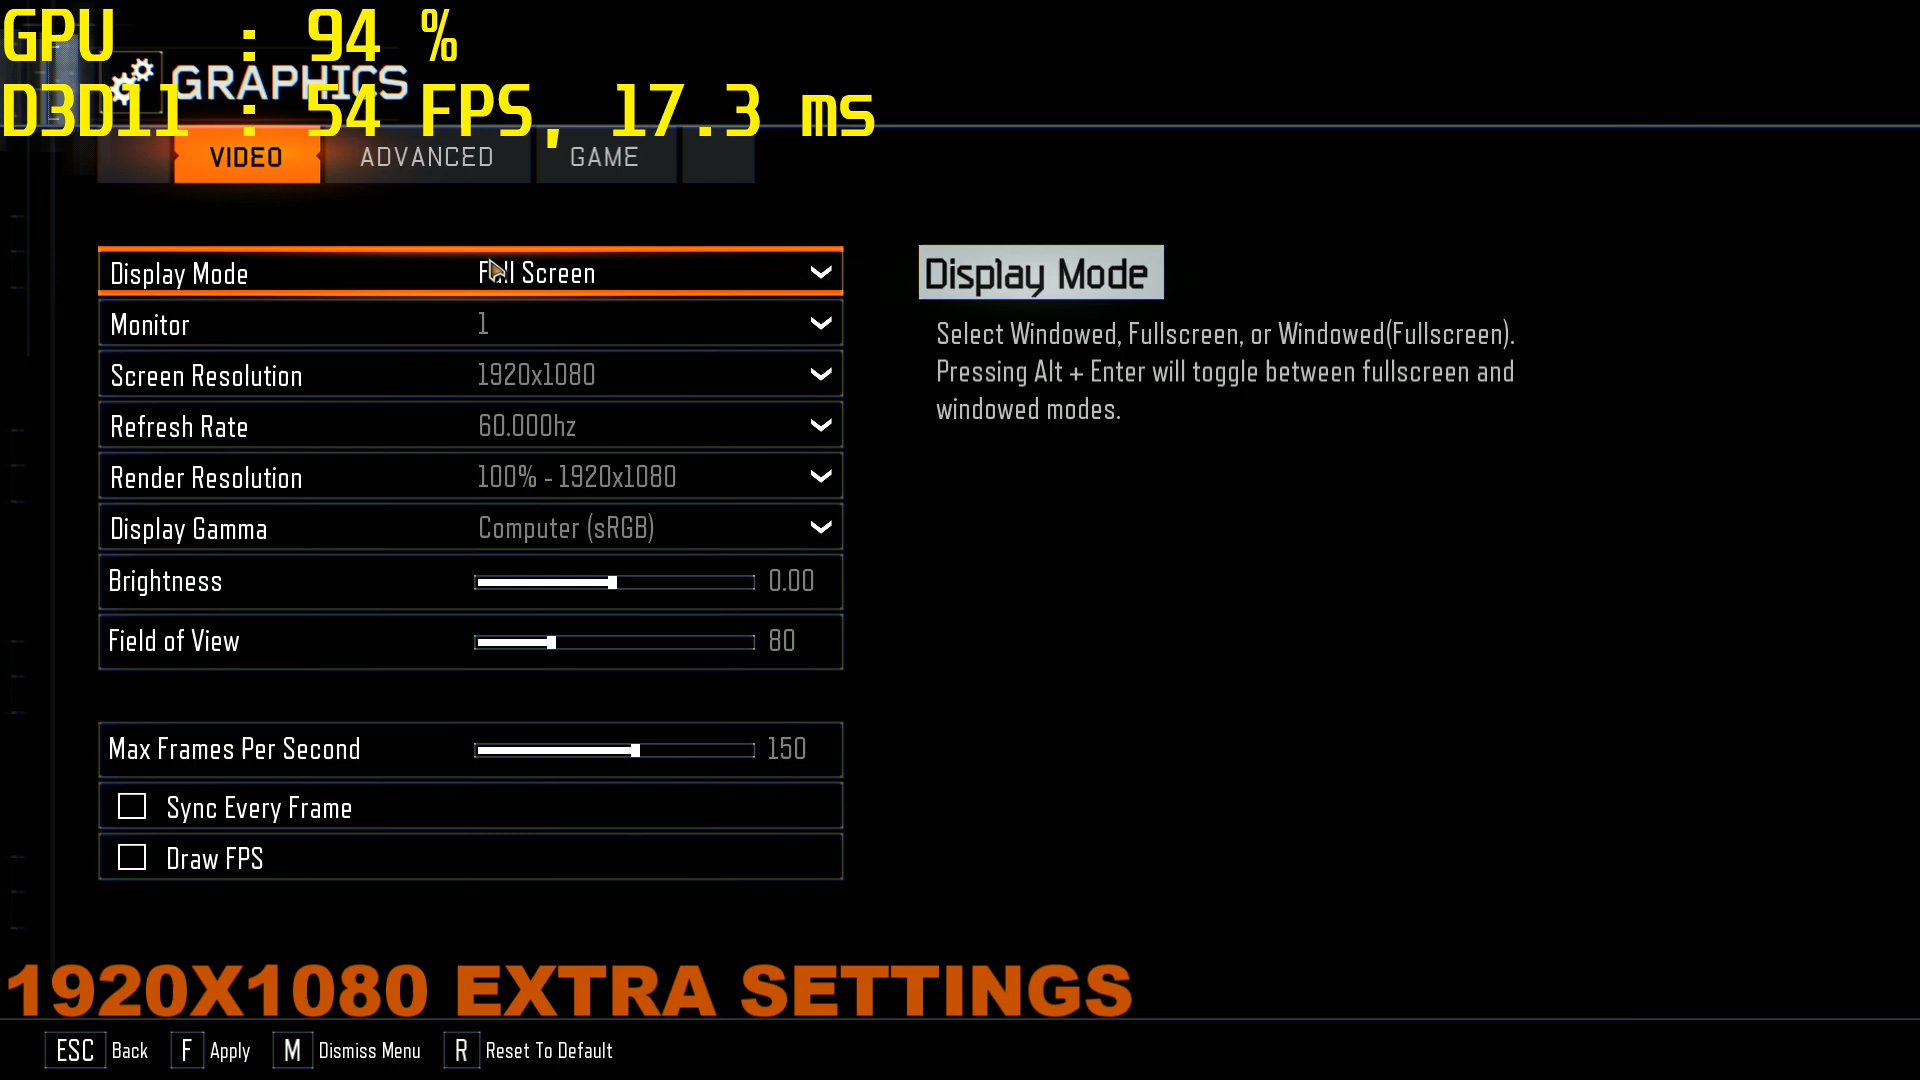 GPU : 94 %
GRAPHICS
D3D11 : 54 FPS, 17.3 ms
VIDEO ADVANCED GAME
Display Mode Full Screen
Monitor 1
Screen Resolution 1920x1080
Refresh Rate 60.000hz
Render Resolution 100% - 1920x1080
Display Gamma Computer (sRGB)
Brightness 0.00
Field of View 80
Max Frames Per Second 150
Sync Every Frame
Draw FPS
Display Mode
Select Windowed, Fullscreen, or Windowed(Fullscreen).
Pressing Alt + Enter will toggle between fullscreen and
windowed modes.
1920X1080 EXTRA SETTINGS
ESC Back F Apply M Dismiss Menu R Reset To Default